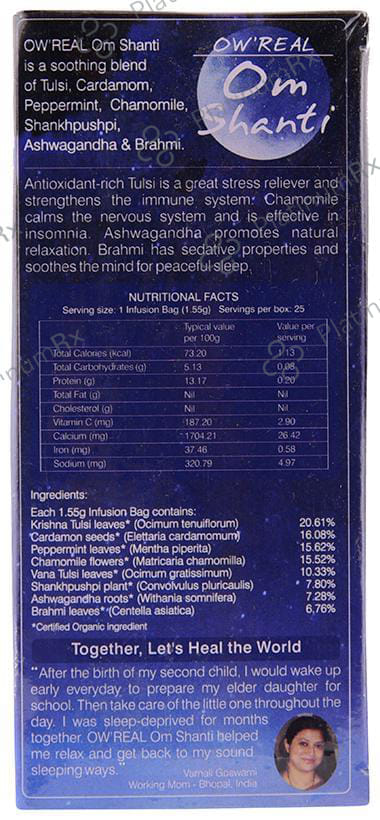 OW'REAL Om Shanti
is a soothing blend
of Tulsi, Cardamom,
Peppermint, Chamomile,
Shankhpushpi,
Ashwagandha & Brahmi.
OW'REAL
Om
Shanti
Antioxidant-rich Tulsi is a great stress reliever and
strengthens the immune system. Chamomile
calms the nervous system and is effective in
insomnia. Ashwagandha promotes natural
relaxation. Brahmi has sedative properties and
soothes the mind for peaceful sleep.
NUTRITIONAL FACTS
Serving size: 1 Infusion Bag (1.55g) Servings per box: 25
Typical value per 100g Value per serving
Total Calories (kcal) 73.20 1.13
Total Carbohydrates (g) 5.13 0.08
Protein (g) 13.17 0.20
Total Fat (g) Nil Nil
Cholesterol (g) Nil Nil
Vitamin C (mg) 187.20 2.90
Calcium (mg) 1704.21 26.42
Iron (mg) 37.46 0.58
Sodium (mg) 320.79 4.97
Ingredients:
Each 1.55g Infusion Bag contains:
Krishna Tulsi leaves* (Ocimum tenuiflorum) 20.61%
Cardamon seeds* (Elettaria cardamomum) 16.08%
Peppermint leaves* (Mentha piperita) 15.62%
Chamomile flowers* (Matricaria chamomilla) 15.52%
Vana Tulsi leaves* (Ocimum gratissimum) 10.33%
Shankhpushpi plant* (Convolvulus pluricaulis) 7.80%
Ashwagandha roots* (Withania somnifera) 7.28%
Brahmi leaves* (Centella asiatica) 6.76%
*Certified Organic Ingredient
Together, Let's Heal the World
"After the birth of my second child, I would wake up
early everyday to prepare my elder daughter for
school. Then take care of the little one throughout the
day. I was sleep-deprived for months
together. OW'REAL Om Shanti helped
me relax and get back to my sound
sleeping ways."
Varnali Goswami
Working Mom - Bhopal, India
PlatinumRx